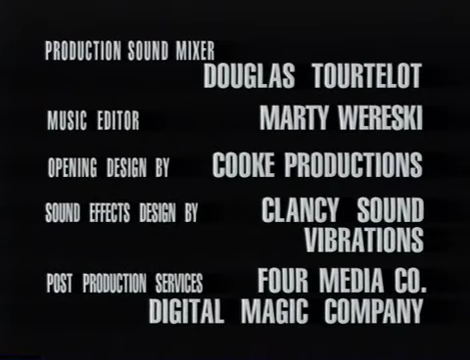 PRODUCTION SOUND MIXER
DOUGLAS TOURTELOT
MUSIC EDITOR MARTY WERESKI
OPENING DESIGN BY COOKE PRODUCTIONS
SOUND EFFECTS DESIGN BY CLANCY SOUND
VIBRATIONS
POST PRODUCTION SERVICES FOUR MEDIA CO.
DIGITAL MAGIC COMPANY